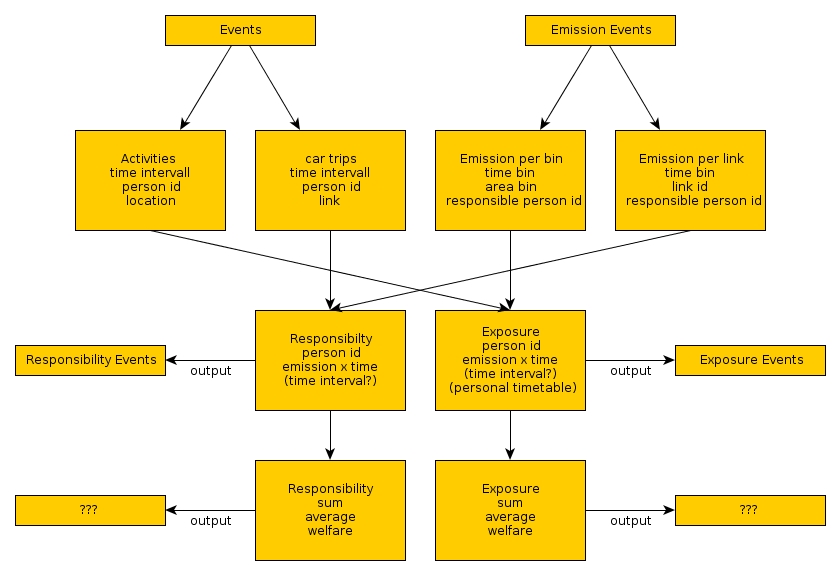 Events
Emission Events
Activities
time intervall
person id
location
car trips
time intervall
person id
link
Emission per bin
time bin
area bin
responsible person id
Emission per link
time bin
link id
responsible person id
Responsibility Events
output
Responsibilty
person id
emission x time
(time interval?)
Exposure
person id
emission x time
(time interval?)
(personal timetable)
output
Exposure Events
???
output
Responsibility
sum
average
welfare
Exposure
sum
average
welfare
output
???